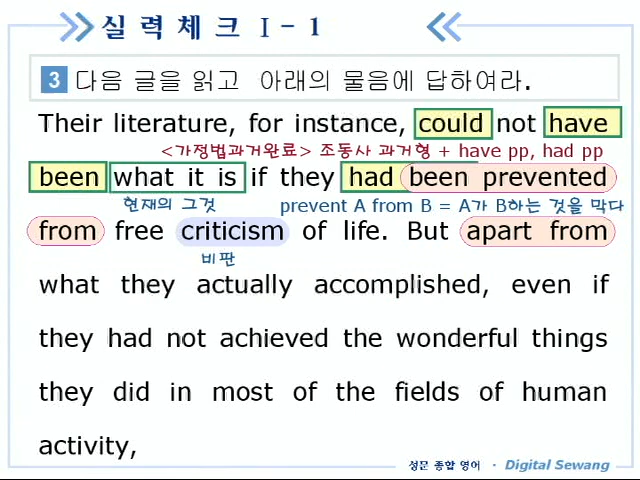 실력체크 I - 1
3 다음 글을 읽고 아래의 물음에 답하여라.
Their literature, for instance, could not have
<가정법과거완료> 조동사 과거형 + have pp, had pp
been what it is if they had been prevented
현재의 그것 prevent A from B = A가 B하는 것을 막다
from free criticism of life. But apart from
비판
what they actually accomplished, even if
they had not achieved the wonderful things
they did in most of the fields of human
activity,
성문 종합 영어 · Digital Sewang